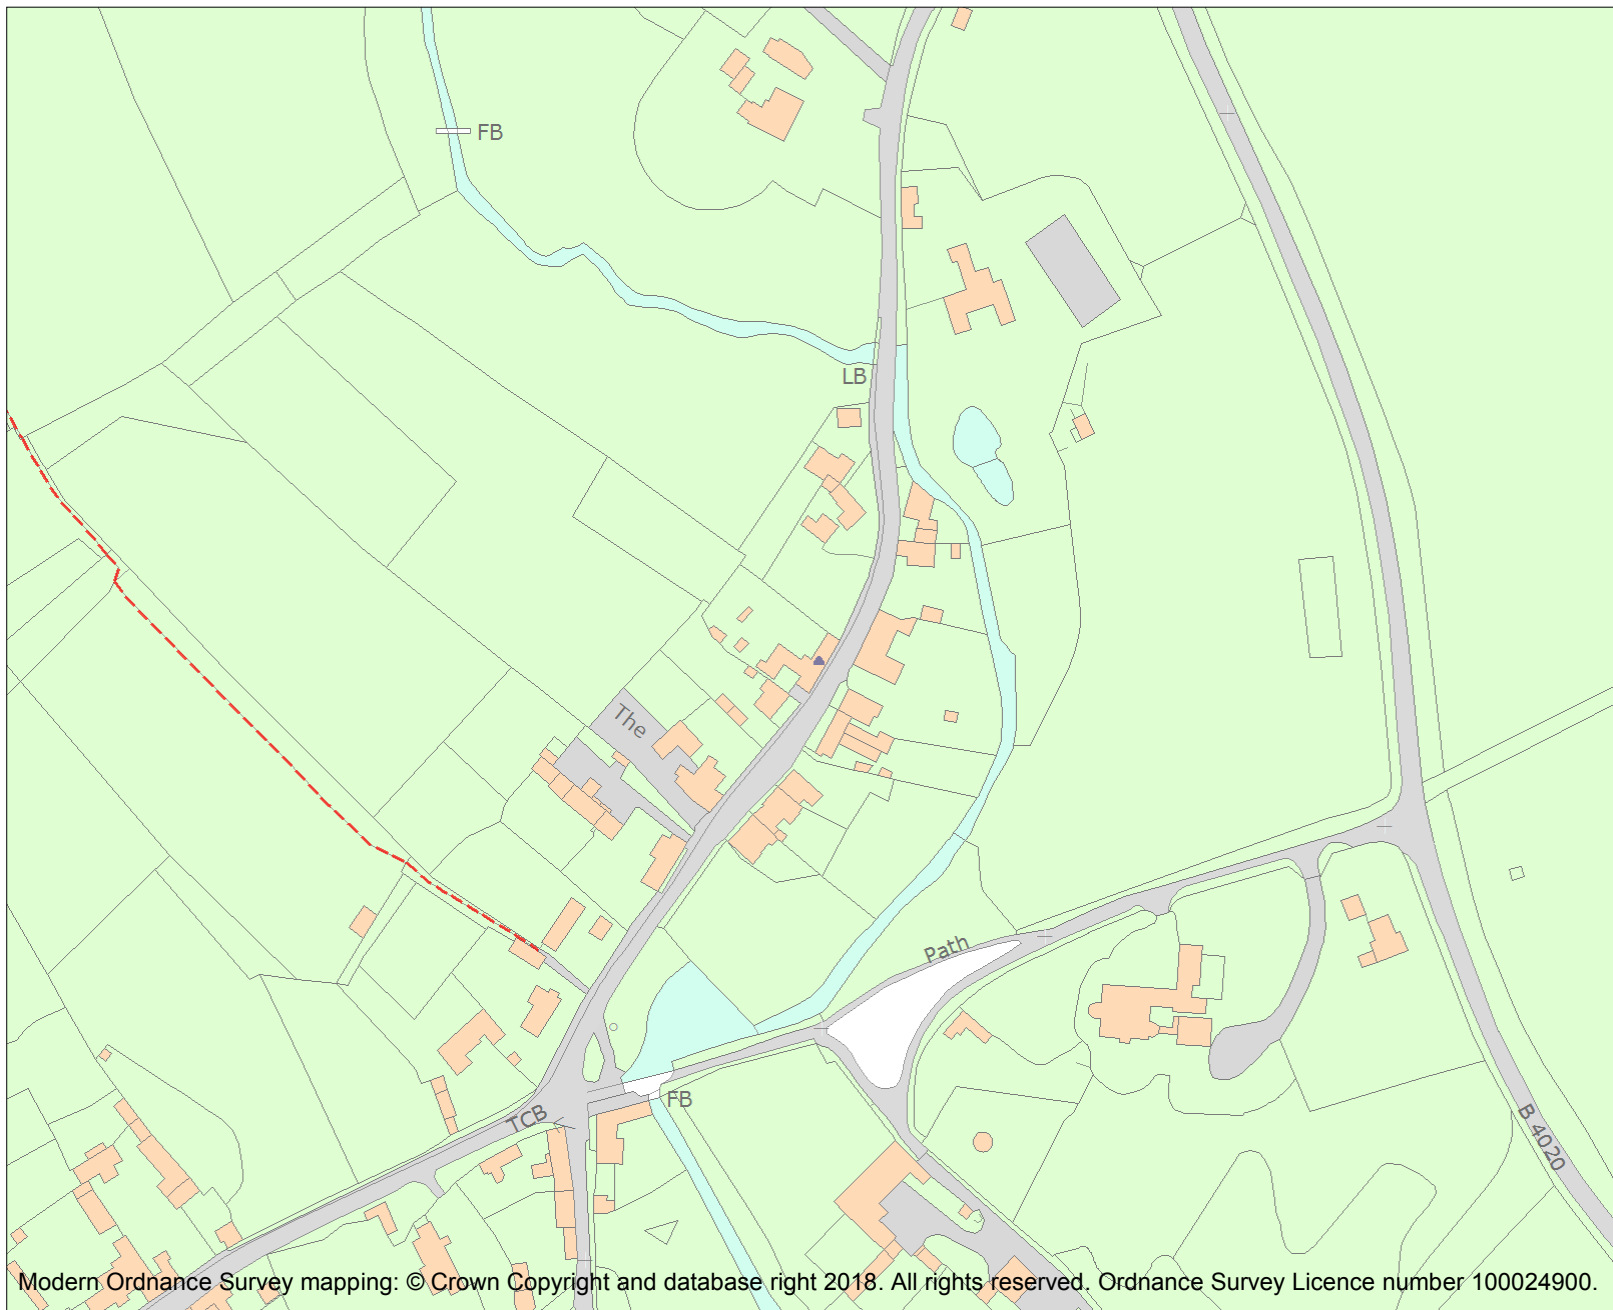 FB
LB
The
Path
FB
TCB
B 4020
Modern Ordnance Survey mapping: © Crown Copyright and database right 2018. All rights reserved. Ordnance Survey Licence number 100024900.